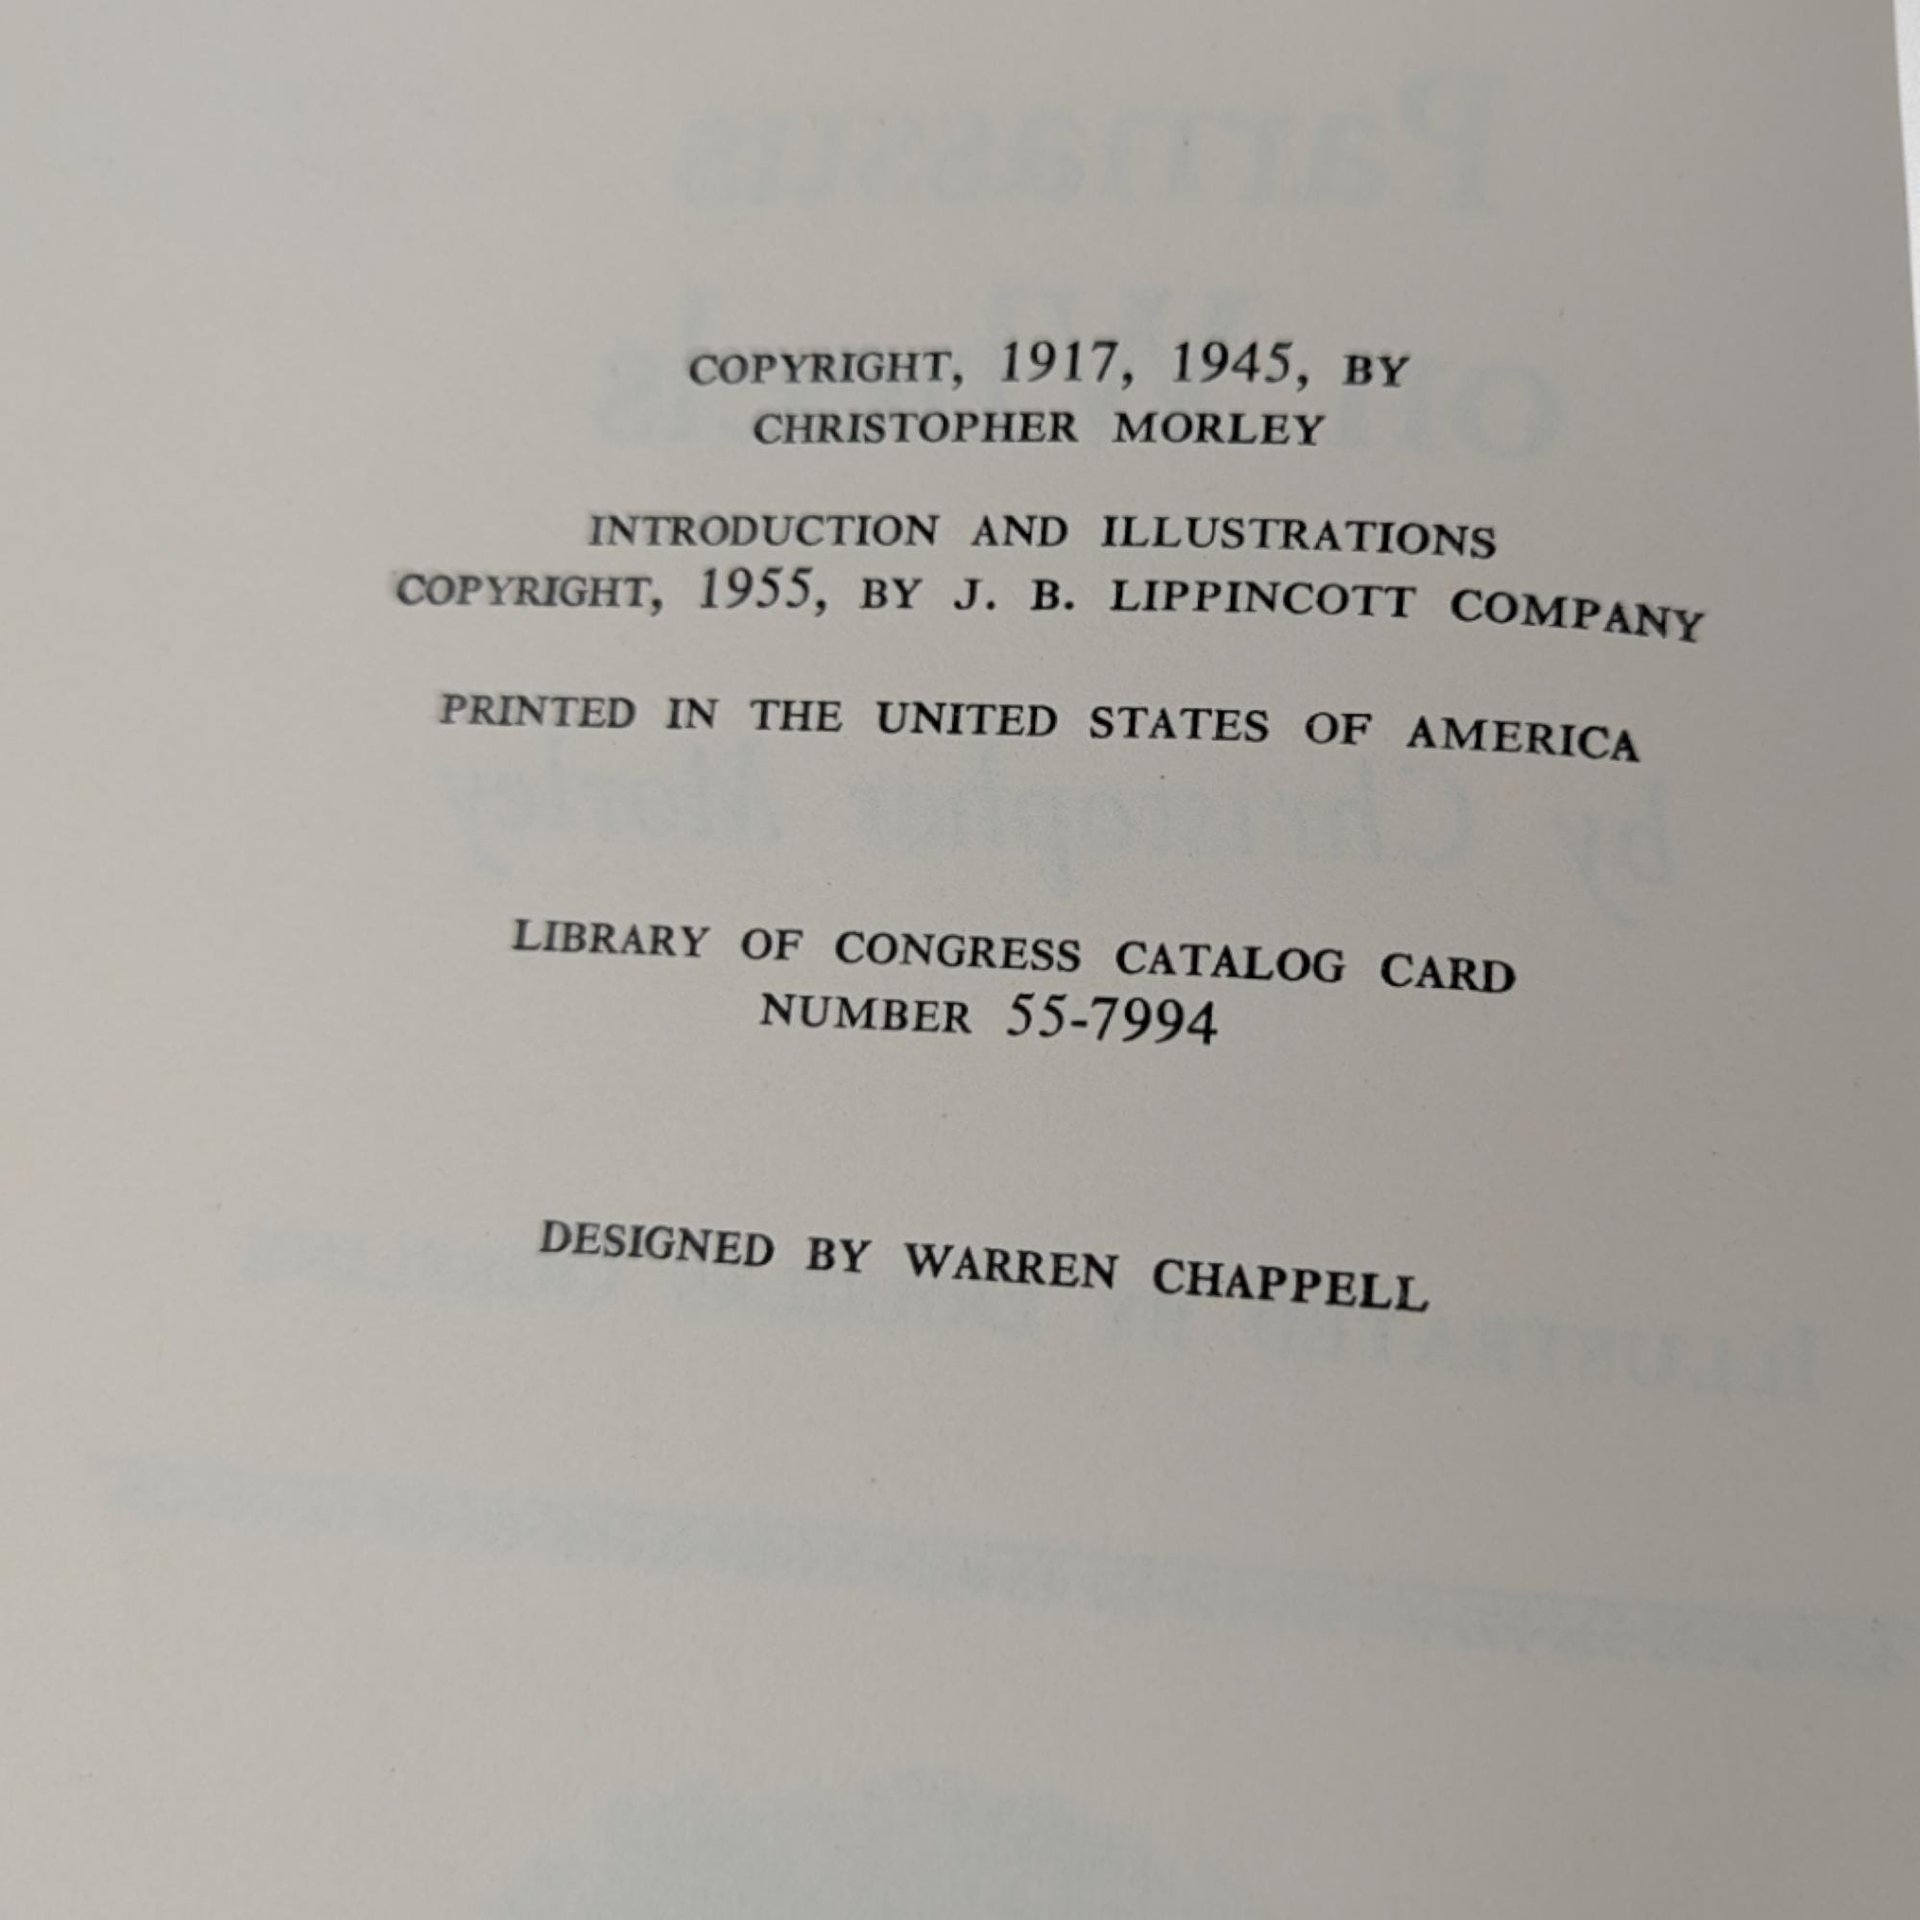 COPYRIGHT, 1917, 1945, BY
CHRISTOPHER MORLEY
INTRODUCTION AND ILLUSTRATIONS
COPYRIGHT, 1955, BY J. B. LIPPINCOTT COMPANY
PRINTED IN THE UNITED STATES OF AMERICA
LIBRARY OF CONGRESS CATALOG CARD
NUMBER 55-7994
DESIGNED BY WARREN CHAPPELL